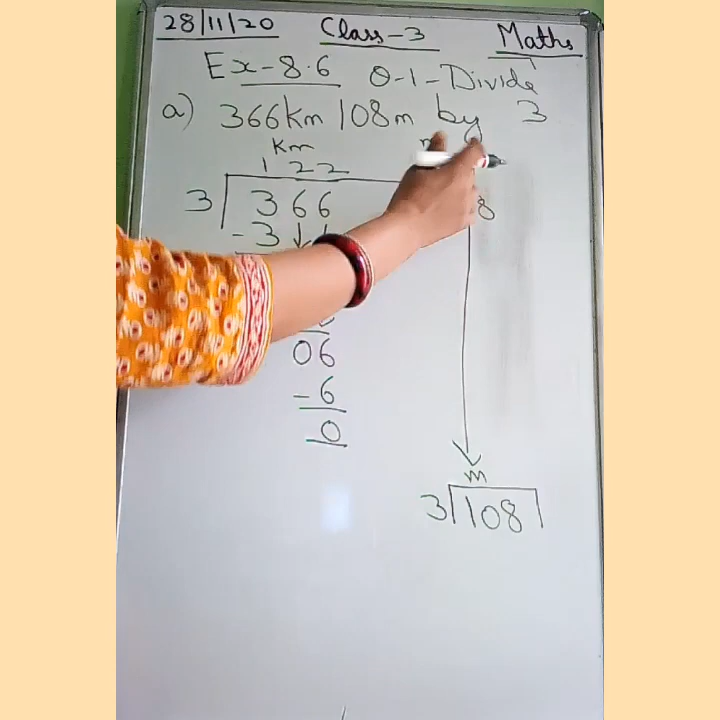 28/11/20 Class-3 Maths
Ex-8.6 Q-1-Divide
a) 366km 108m by 3
km
122
3 366 8
-3
06
-6
0
m
3 108